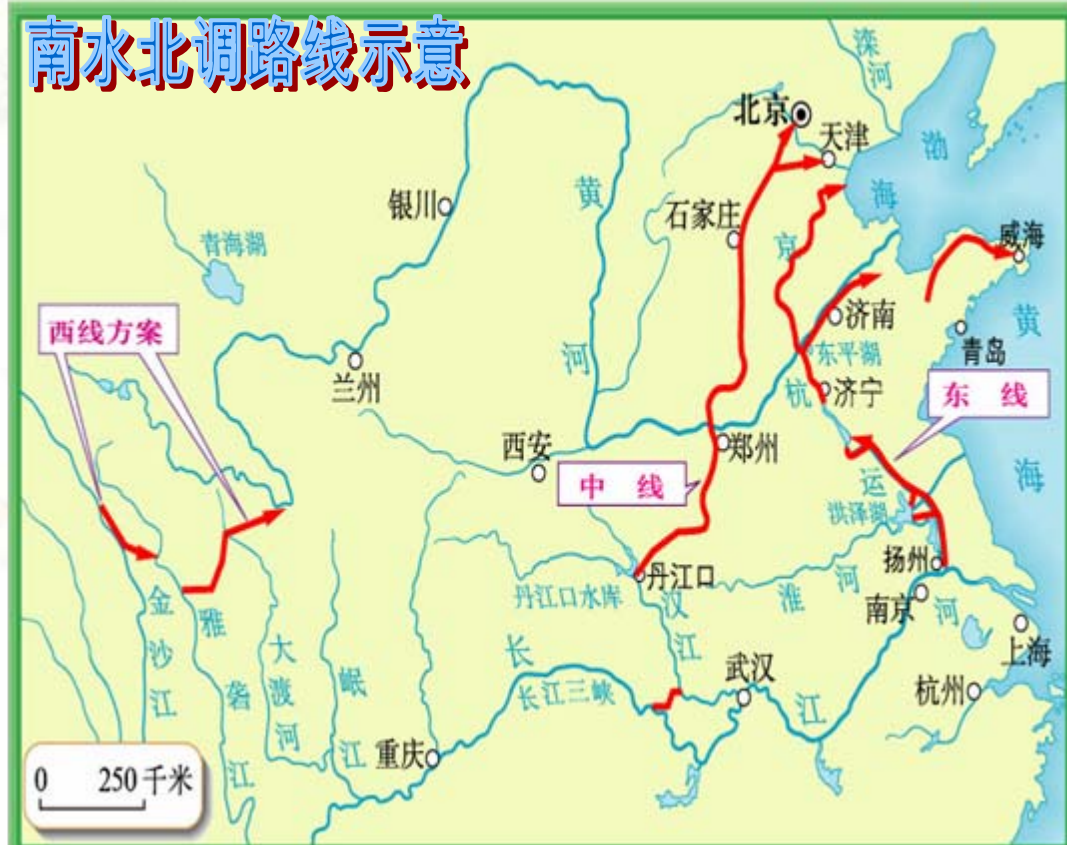 南水北调路线示意
滦河
北京
天津
渤海
银川
黄河
石家庄
青海湖
京杭运河
威海
西线方案
济南
黄海
东平湖
青岛
兰州
济宁
东 线
西安
郑州
中 线
洪泽湖
扬州
丹江口
丹江口水库
汉江
淮河
南京
金沙江
雅砻江
大渡河
岷江
上海
长江
长江三峡
武汉
杭州
重庆
0 250千米